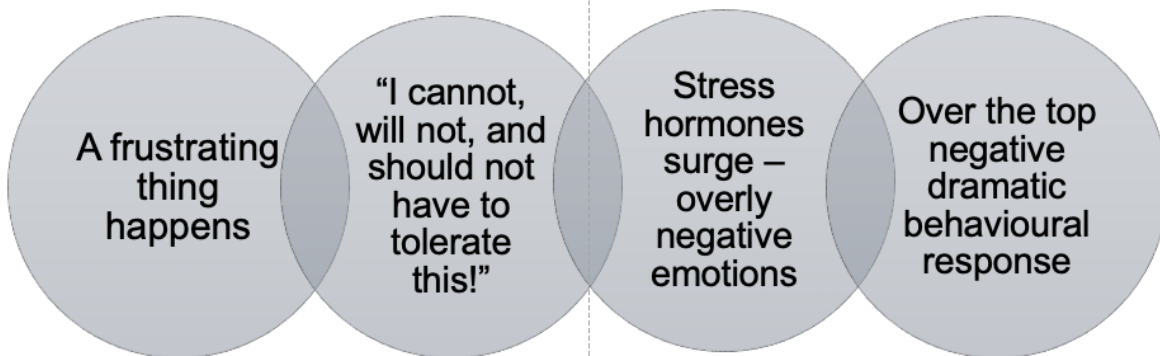 A frustrating
thing
happens
“I cannot,
will not, and
should not
have to
tolerate
this!”
Stress
hormones
surge –
overly
negative
emotions
Over the top
negative
dramatic
behavioural
response